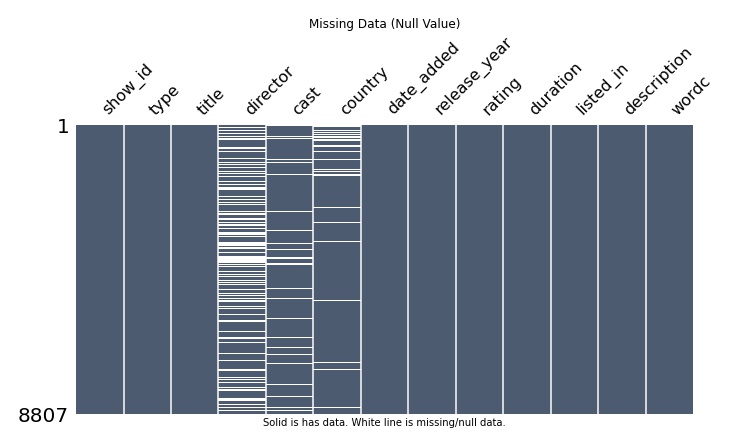 Missing Data (Null Value)
show_id type title director cast country date_added release_year rating duration listed_in description wordc
1
8807
Solid is has data. White line is missing/null data.